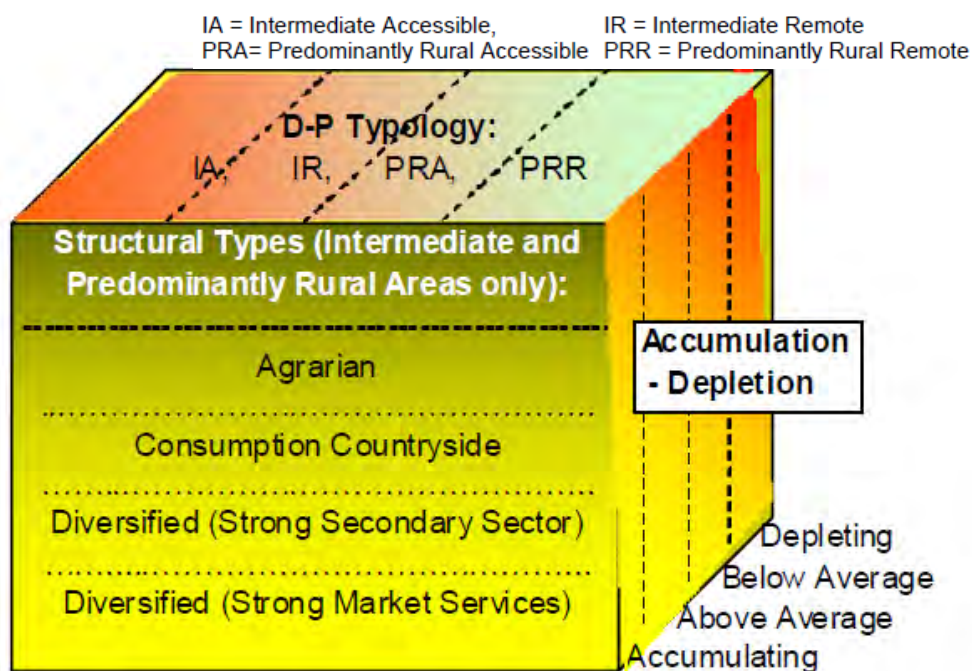 IA = Intermediate Accessible, IR = Intermediate Remote
PRA= Predominantly Rural Accessible PRR = Predominantly Rural Remote
D-P Typology:
IA, IR, PRA, PRR
Structural Types (Intermediate and
Predominantly Rural Areas only):
Agrarian
Consumption Countryside
Diversified (Strong Secondary Sector)
Diversified (Strong Market Services)
Accumulation
- Depletion
Depleting
Below Average
Above Average
Accumulating